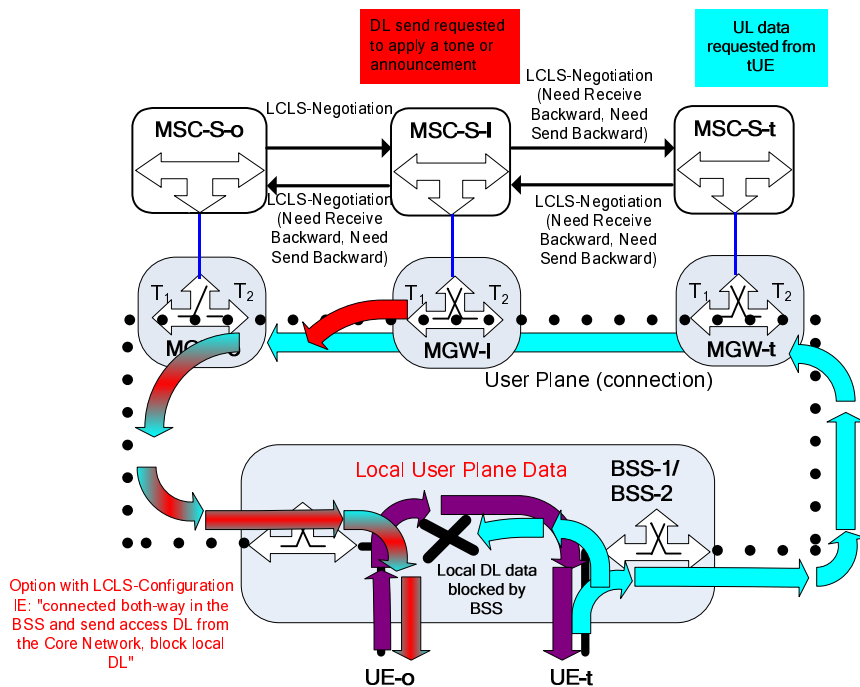 DL send requested
to apply a tone or
announcement
UL data
requested from
tUE
LCLS-Negotiation
LCLS-Negotiation
(Need Receive
Backward, Need
Send Backward)
MSC-S-o
MSC-S-I
MSC-S-t
LCLS-Negotiation
(Need Receive
Backward, Need
Send Backward)
LCLS-Negotiation
(Need Receive
Backward, Need
Send Backward)
T1
T2
T1
T2
T1
T2
MGW-I
MGW-t
User Plane (connection)
Local User Plane Data
BSS-1/
BSS-2
Local DL data
blocked by
BSS
Option with LCLS-Configuration
IE: "connected both-way in the
BSS and send access DL from
the Core Network, block local
DL"
UE-o
UE-t